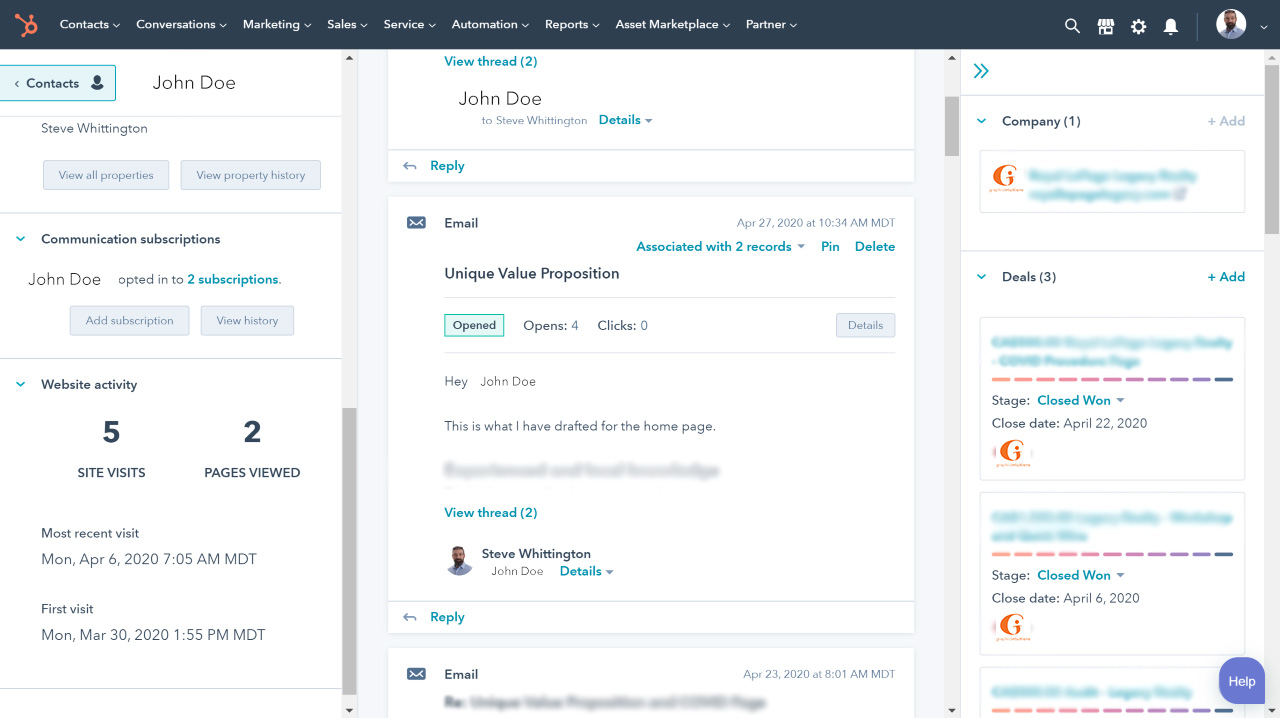 Contacts
Conversations
Marketing
Sales
Service
Automation
Reports
Asset Marketplace
Partner
Contacts
John Doe
Steve Whittington
View all properties
View property history
Communication subscriptions
John Doe opted in to 2 subscriptions.
Add subscription
View history
Website activity
5
SITE VISITS
2
PAGES VIEWED
Most recent visit
Mon, Apr 6, 2020 7:05 AM MDT
First visit
Mon, Mar 30, 2020 1:55 PM MDT
View thread (2)
John Doe
to Steve Whittington Details
Reply
Email
Apr 27, 2020 at 10:34 AM MDT
Associated with 2 records Pin Delete
Unique Value Proposition
Opened Opens: 4 Clicks: 0 Details
Hey John Doe
This is what I have drafted for the home page.
View thread (2)
Steve Whittington
John Doe Details
Reply
Email
Apr 23, 2020 at 8:01 AM MDT
Re:
Company (1)
+ Add
Deals (3)
+ Add
Stage: Closed Won
Close date: April 22, 2020
Stage: Closed Won
Close date: April 6, 2020
Help